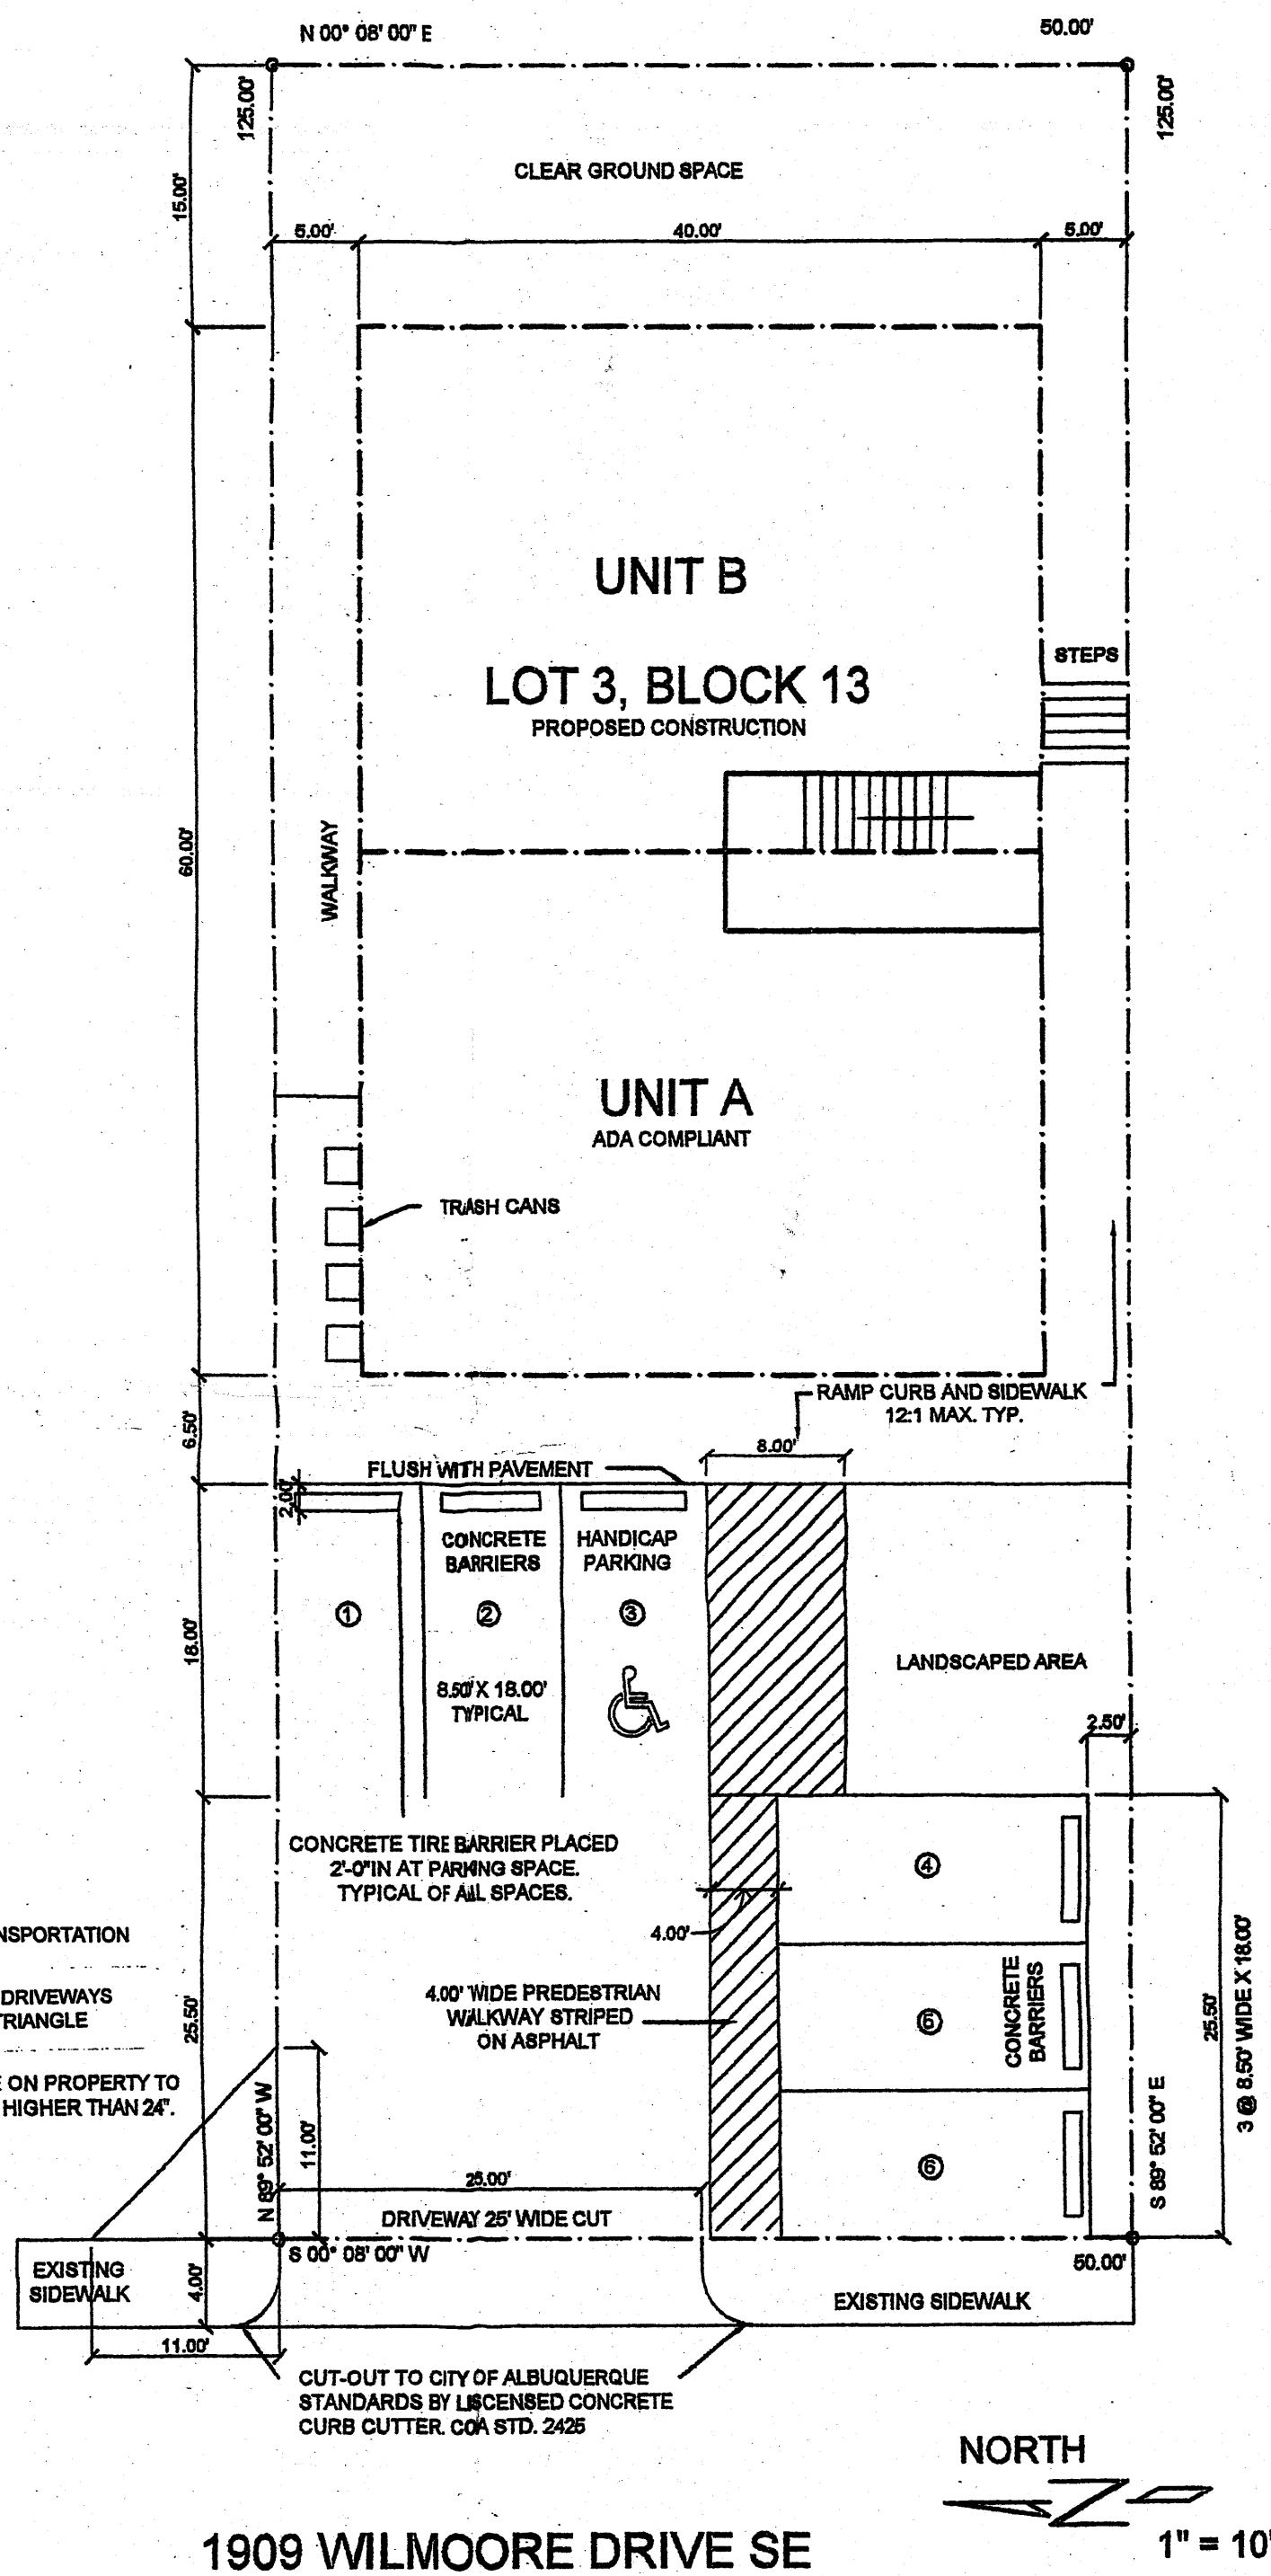 N 00° 08' 00" E
50.00'
125.00'
125.00'
CLEAR GROUND SPACE
15.00'
5.00'
40.00'
5.00'
UNIT B
LOT 3, BLOCK 13
PROPOSED CONSTRUCTION
STEPS
60.00'
WALKWAY
UNIT A
ADA COMPLIANT
TRASH CANS
RAMP CURB AND SIDEWALK
12:1 MAX. TYP.
6.50'
8.00'
FLUSH WITH PAVEMENT
2.00'
CONCRETE
BARRIERS
HANDICAP
PARKING
1
2
3
18.00'
8.50' X 18.00'
TYPICAL
LANDSCAPED AREA
2.50'
CONCRETE TIRE BARRIER PLACED
2'-0" IN AT PARKING SPACE.
TYPICAL OF ALL SPACES.
4
4.00'
NSPORTATION
DRIVEWAYS
TRIANGLE
E ON PROPERTY TO
HIGHER THAN 24".
25.50'
4.00' WIDE PREDESTRIAN
WALKWAY STRIPED
ON ASPHALT
6
CONCRETE
BARRIERS
25.50'
3 @ 8.50' WIDE X 18.00'
N 89° 52' 00" W
11.00'
6
S 89° 52' 00" E
25.00'
DRIVEWAY 25' WIDE CUT
S 00° 08' 00" W
50.00'
EXISTING
SIDEWALK
4.00'
EXISTING SIDEWALK
11.00'
CUT-OUT TO CITY OF ALBUQUERQUE
STANDARDS BY LISCENSED CONCRETE
CURB CUTTER. COA STD. 2425
NORTH
1909 WILMOORE DRIVE SE
1" = 10'